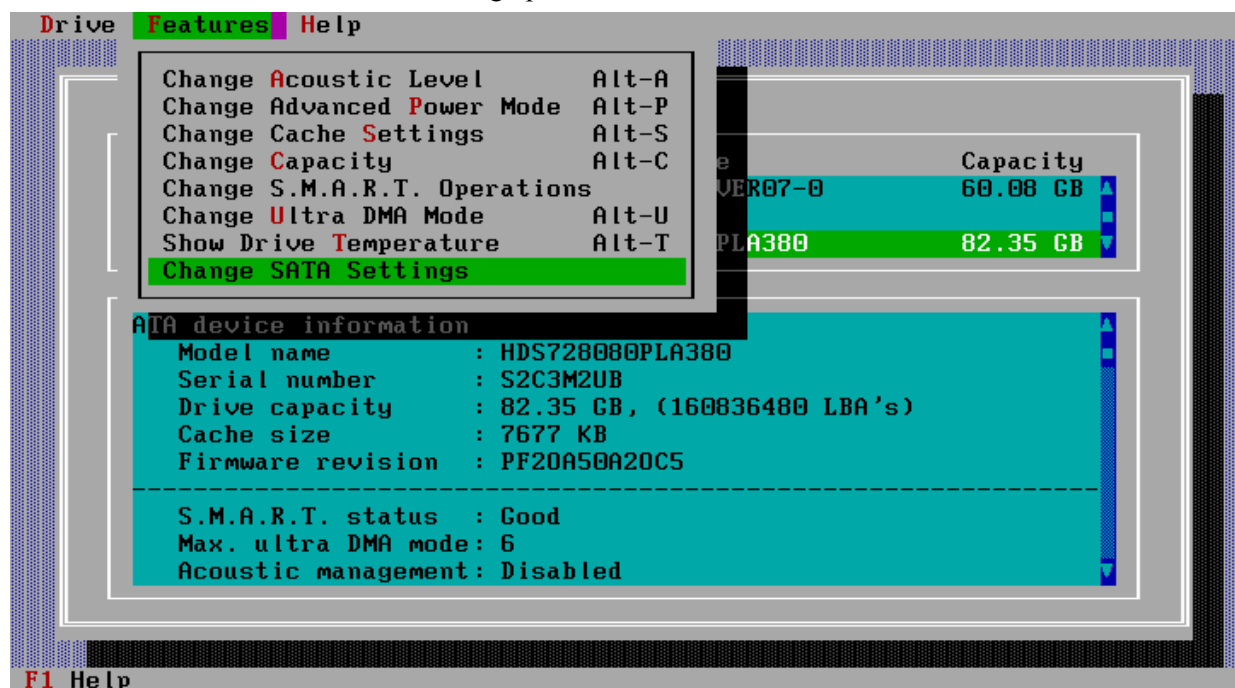 Drive Features Help
Change Acoustic Level Alt-A
Change Advanced Power Mode Alt-P
Change Cache Settings Alt-S
Change Capacity Alt-C
Change S.M.A.R.T. Operations
Change Ultra DMA Mode Alt-U
Show Drive Temperature Alt-T
Change SATA Settings
e Capacity
VER07-0 60.08 GB
PLA380 82.35 GB
ATA device information
Model name : HDS728080PLA380
Serial number : S2C3M2UB
Drive capacity : 82.35 GB, (160836480 LBA's)
Cache size : 7677 KB
Firmware revision : PF2OA50A20C5
S.M.A.R.T. status : Good
Max. ultra DMA mode: 6
Acoustic management: Disabled
F1 Help